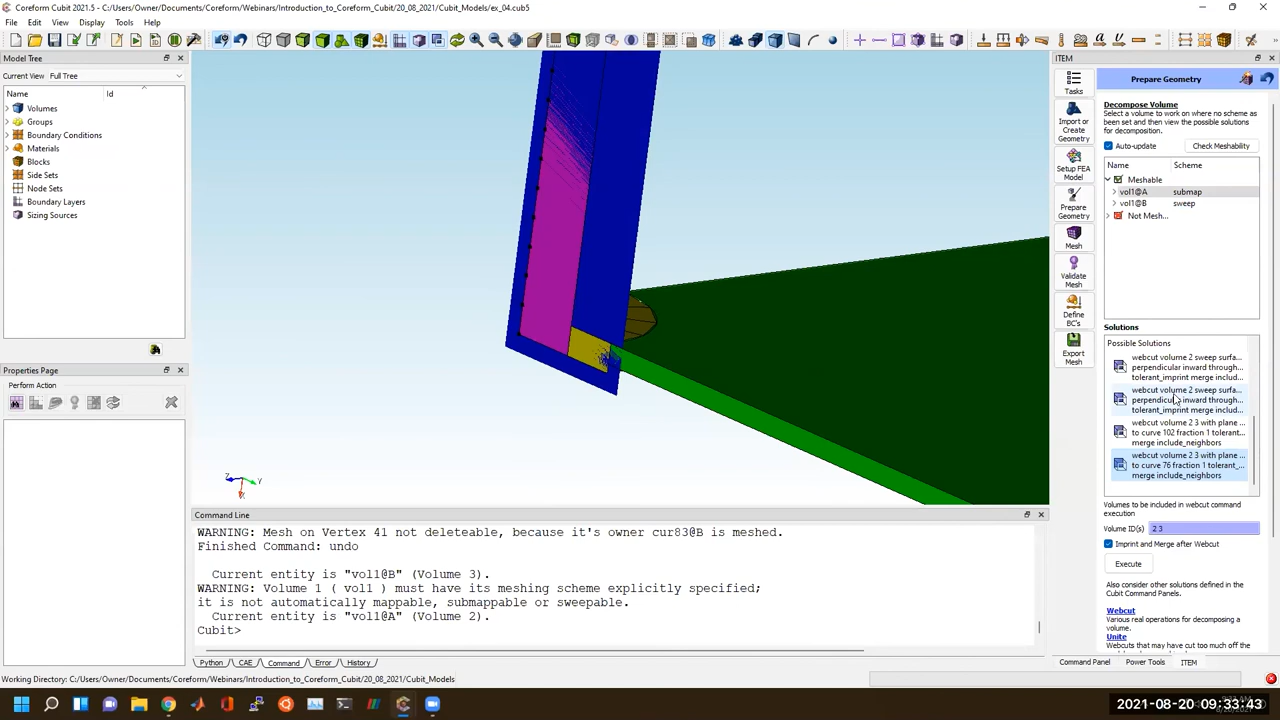 Coreform Cubit 2021.5 - C:/Users/Owner/Documents/Coreform/Webinars/Introduction_to_Coreform_Cubit/20_08_2021/Cubit_Models/ex_04.cub5
File Edit View Display Tools Help
Model Tree
Current View Full Tree
Name Id
Volumes
Groups
Boundary Conditions
Materials
Blocks
Side Sets
Node Sets
Boundary Layers
Sizing Sources
Properties Page
Perform Action
Z Y
X
Command Line
WARNING: Mesh on Vertex 41 not deleteable, because it's owner cur83@B is meshed.
Finished Command: undo
Current entity is "vol1@B" (Volume 3).
WARNING: Volume 1 ( vol1 ) must have its meshing scheme explicitly specified;
it is not automatically mappable, submappable or sweepable.
Current entity is "vol1@A" (Volume 2).
Cubit>
Python CAE Command Error History
ITEM
Tasks
Import or
Create
Geometry
Setup FEA
Model
Prepare
Geometry
Mesh
Validate
Mesh
Define
BC's
Export
Mesh
Prepare Geometry
Decompose Volume
Select a volume to work on where no scheme as
been set and then view the possible solutions
for decomposition.
Auto-update Check Meshability
Name Scheme
Meshable
vol1@A submap
vol1@B sweep
Not Mesh...
Solutions
Possible Solutions
webcut volume 2 sweep surfa...
perpendicular inward through...
tolerant_imprint merge includ...
webcut volume 2 sweep surfa...
perpendicular inward through...
tolerant_imprint merge includ...
webcut volume 2 3 with plane ...
to curve 102 fraction 1 tolerant...
merge include_neighbors
webcut volume 2 3 with plane ...
to curve 76 fraction 1 tolerant_...
merge include_neighbors
Volumes to be included in webcut command
execution
Volume ID(s) 2 3
Imprint and Merge after Webcut
Execute
Also consider other solutions defined in the
Cubit Command Panels.
Webcut
Various real operations for decomposing a
volume.
Unite
Webcuts that may have cut too much off the
Command Panel Power Tools ITEM
Working Directory: C:/Users/Owner/Documents/Coreform/Webinars/Introduction_to_Coreform_Cubit/20_08_2021/Cubit_Models
2021-08-20 09:33:43